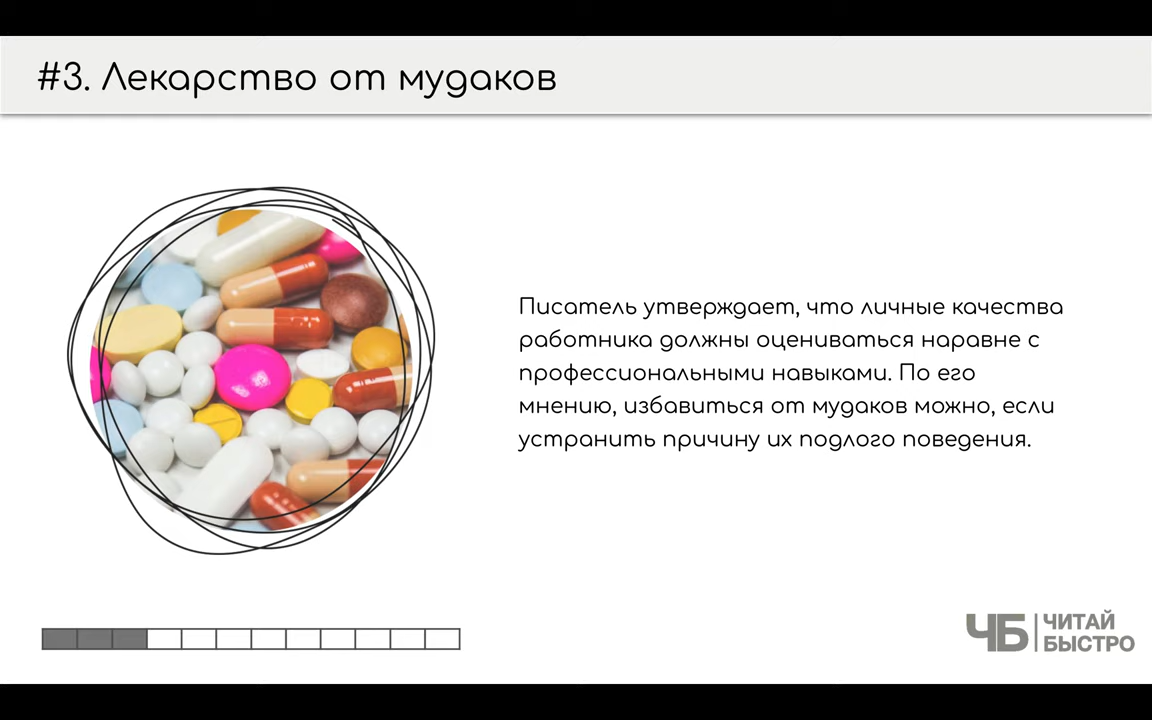 #3. Лекарство от мудаков
Писатель утверждает, что личные качества
работника должны оцениваться наравне с
профессиональными навыками. По его
мнению, избавиться от мудаков можно, если
устранить причину их подлого поведения.
ЧБ ЧИТАЙ
БЫСТРО